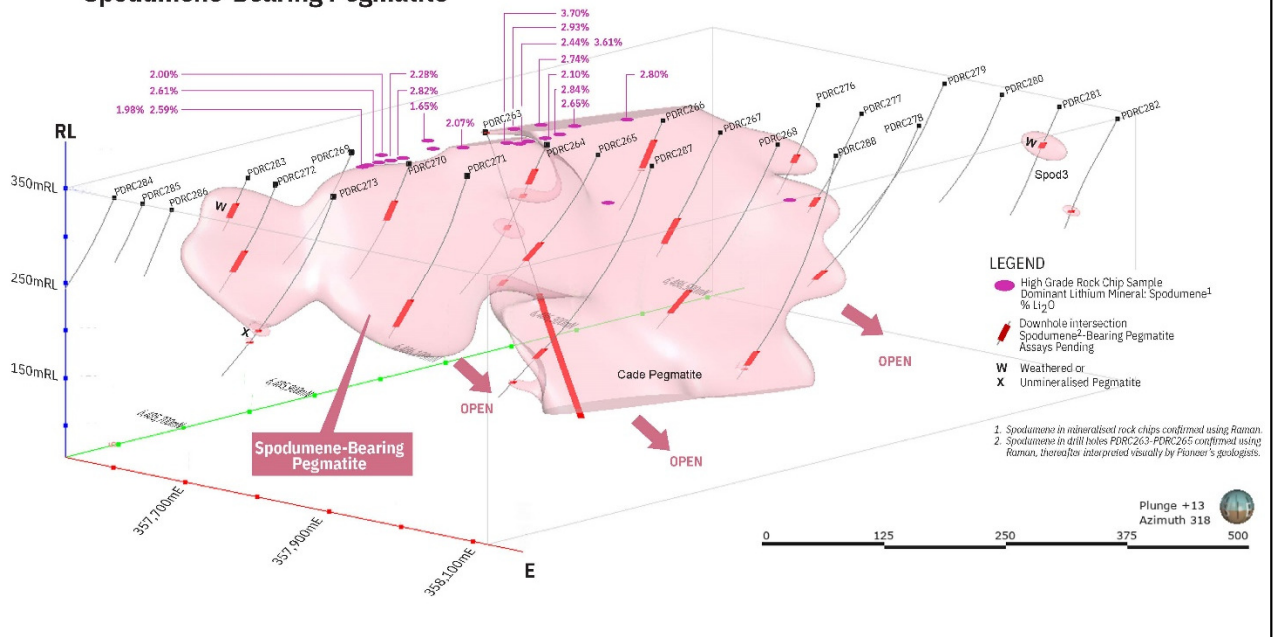 Spodumene-Bearing Pegmatite
3.70%
2.93%
2.44% 3.61%
2.74%
2.10%
2.84%
2.65%
2.80%
2.00%
2.61%
1.98% 2.59%
2.28%
2.82%
1.65%
2.07%
RL
350mRL
250mRL
150mRL
PDRC284
PDRC285
PDRC286
PDRC283
PDRC272
PDRC269
PDRC273
PDRC270
PDRC271
PDRC263
PDRC264
PDRC265
PDRC266
PDRC287
PDRC267
PDRC268
PDRC276
PDRC277
PDRC288
PDRC278
PDRC279
PDRC280
PDRC281
PDRC282
W
W
Spod3
X
Cade Pegmatite
OPEN
OPEN
OPEN
Spodumene-Bearing
Pegmatite
357,700mE
357,900mE
358,100mE
E
LEGEND
High Grade Rock Chip Sample
Dominant Lithium Mineral: Spodumene¹
% Li₂O
Downhole intersection
Spodumene²-Bearing Pegmatite
Assays Pending
W Weathered or
X Unmineralised Pegmatite
1. Spodumene in mineralised rock chips confirmed using Raman.
2. Spodumene in drill holes PDRC263-PDRC265 confirmed using
Raman, thereafter interpreted visually by Pioneer's geologists.
Plunge +13
Azimuth 318
0 125 250 375 500